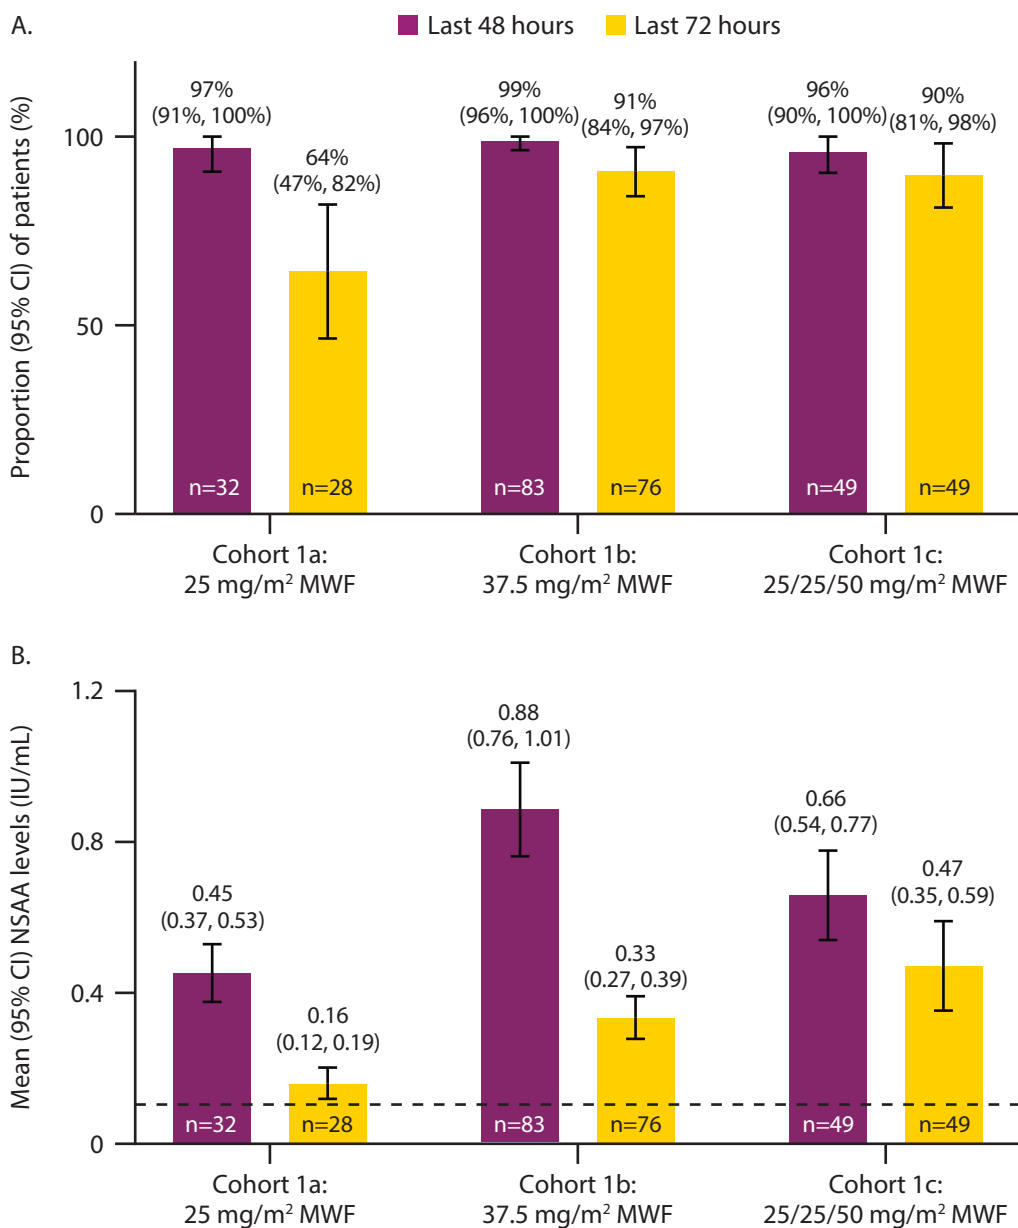 A.
Last 48 hours
Last 72 hours
Proportion (95% CI) of patients (%)
100
50
0
97%
(91%, 100%)
64%
(47%, 82%)
99%
(96%, 100%)
91%
(84%, 97%)
96%
(90%, 100%)
90%
(81%, 98%)
n=32
n=28
n=83
n=76
n=49
n=49
Cohort 1a:
25 mg/m² MWF
Cohort 1b:
37.5 mg/m² MWF
Cohort 1c:
25/25/50 mg/m² MWF
B.
Mean (95% CI) NSAA levels (IU/mL)
1.2
0.8
0.4
0
0.45
(0.37, 0.53)
0.16
(0.12, 0.19)
0.88
(0.76, 1.01)
0.33
(0.27, 0.39)
0.66
(0.54, 0.77)
0.47
(0.35, 0.59)
n=32
n=28
n=83
n=76
n=49
n=49
Cohort 1a:
25 mg/m² MWF
Cohort 1b:
37.5 mg/m² MWF
Cohort 1c:
25/25/50 mg/m² MWF